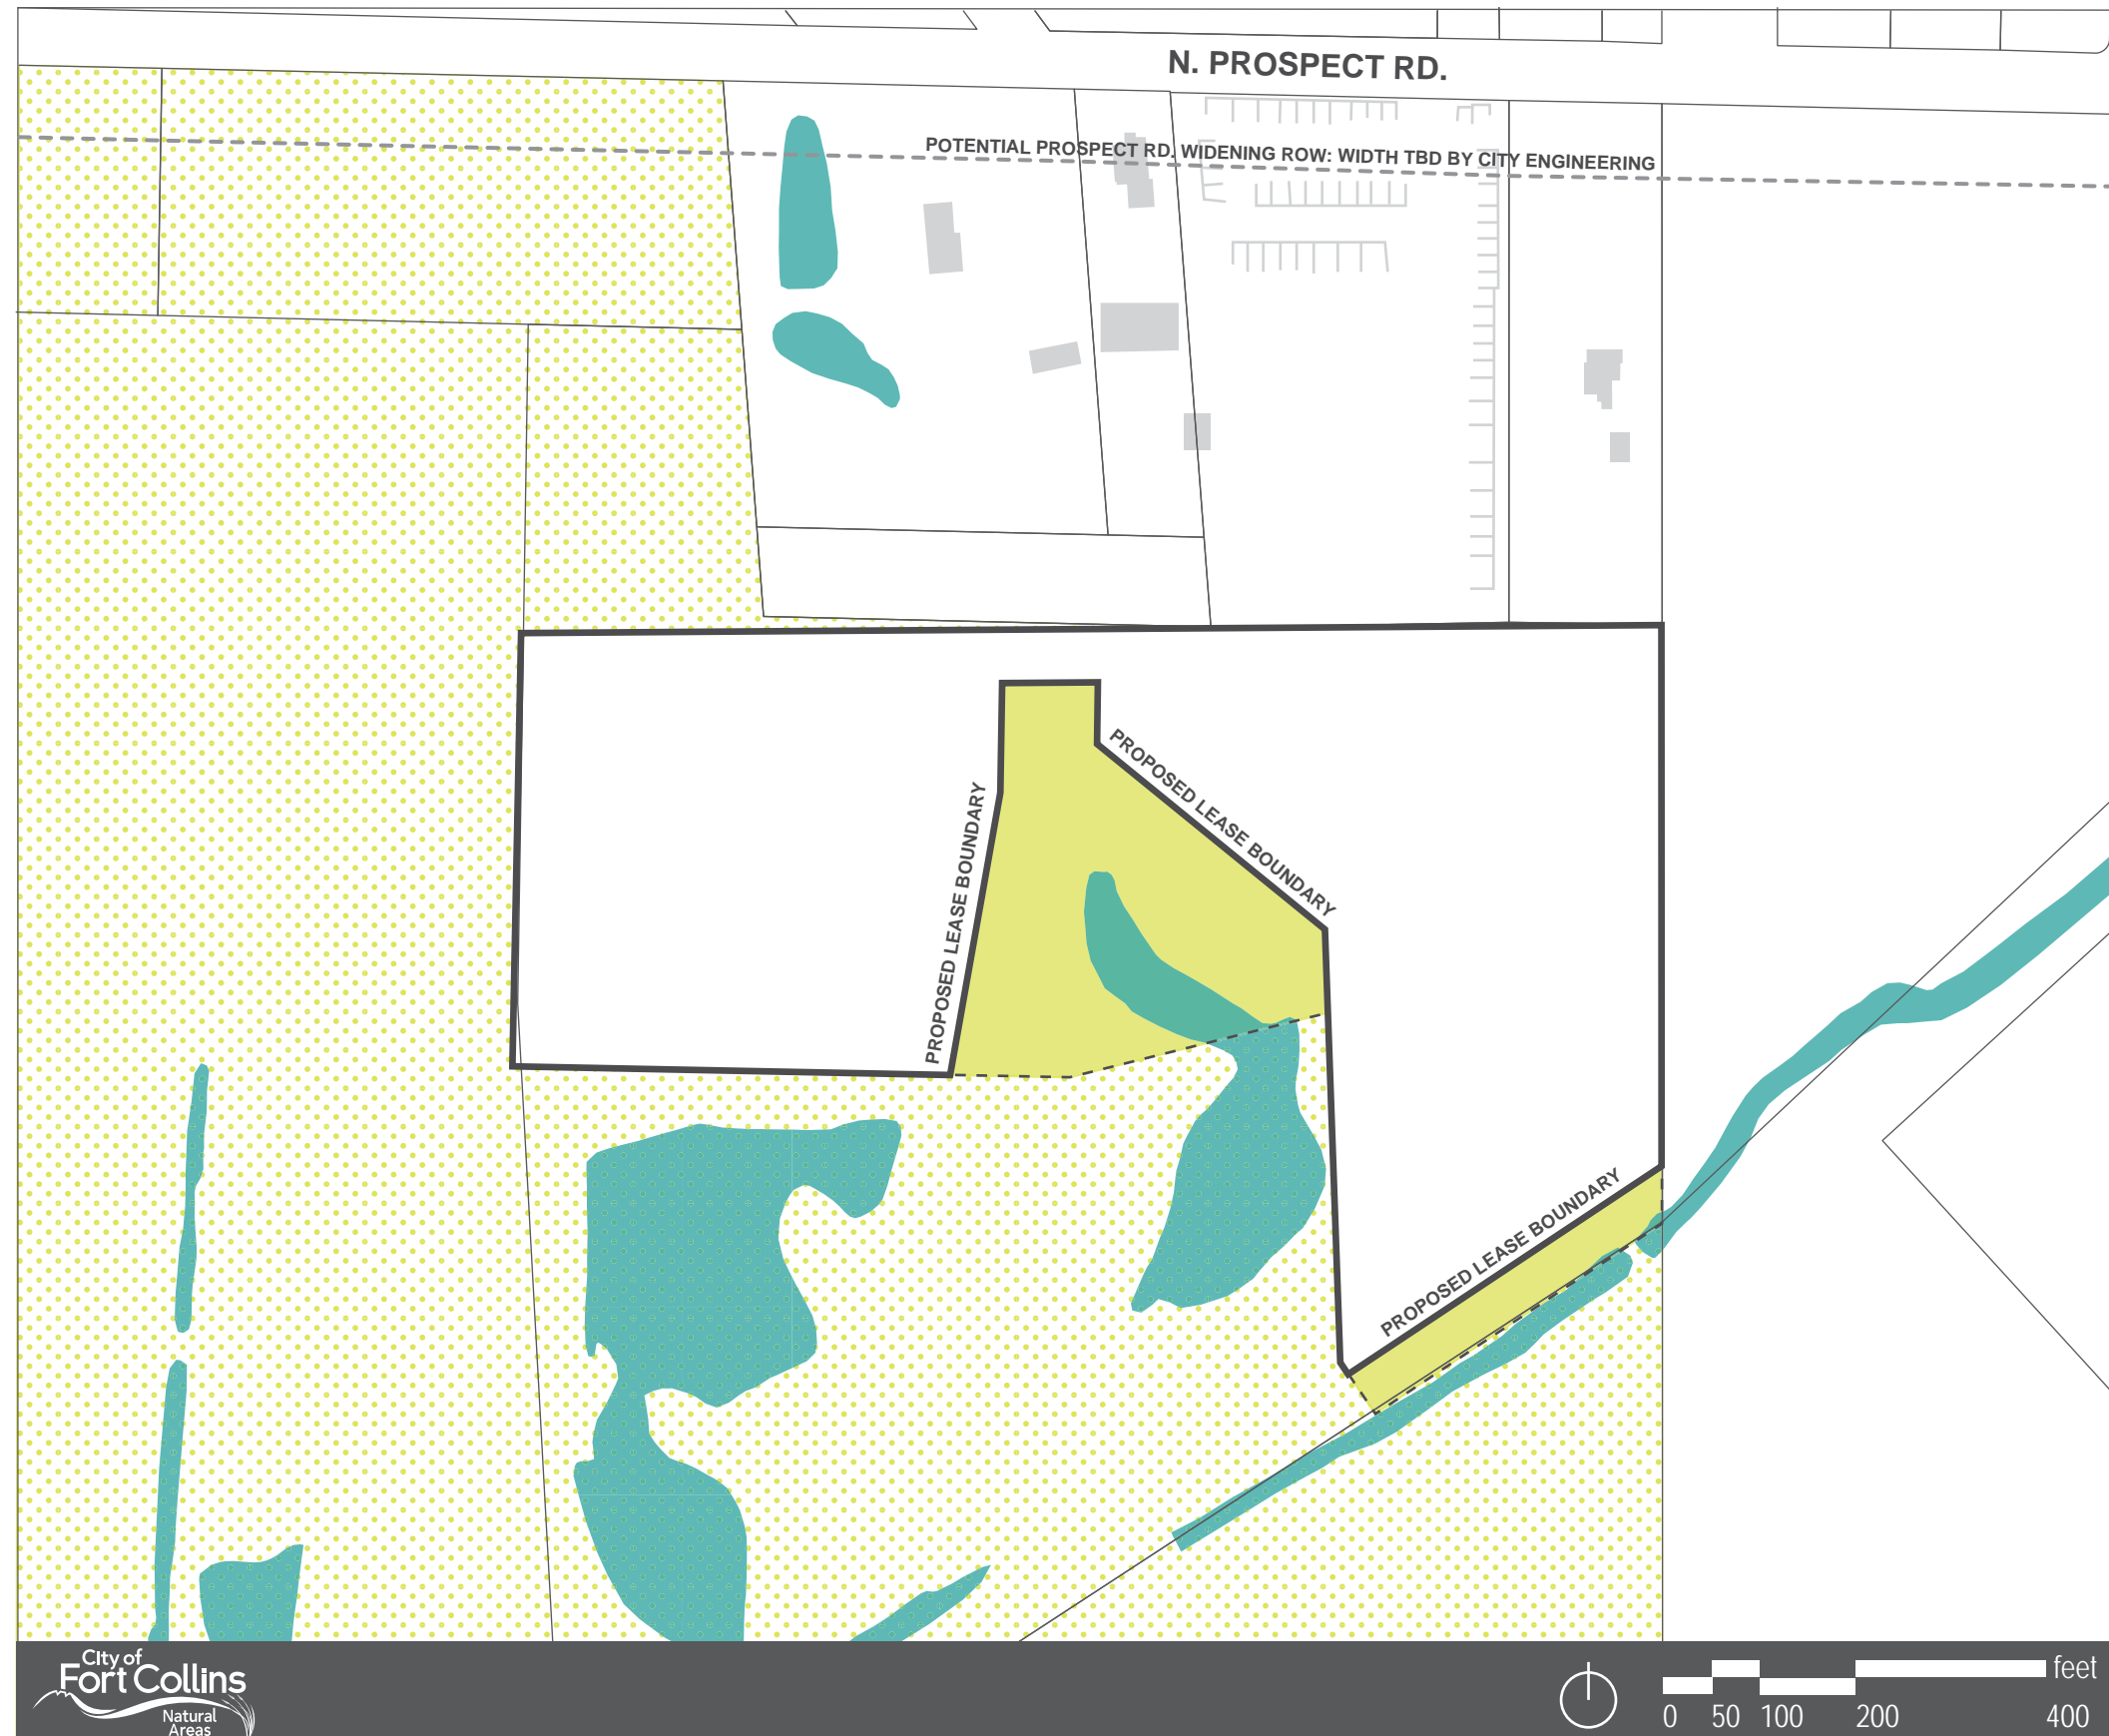 N. PROSPECT RD.
POTENTIAL PROSPECT RD. WIDENING ROW: WIDTH TBD BY CITY ENGINEERING
PROPOSED LEASE BOUNDARY
PROPOSED LEASE BOUNDARY
PROPOSED LEASE BOUNDARY
City of
Fort Collins
Natural
Areas
feet
0 50 100 200 400